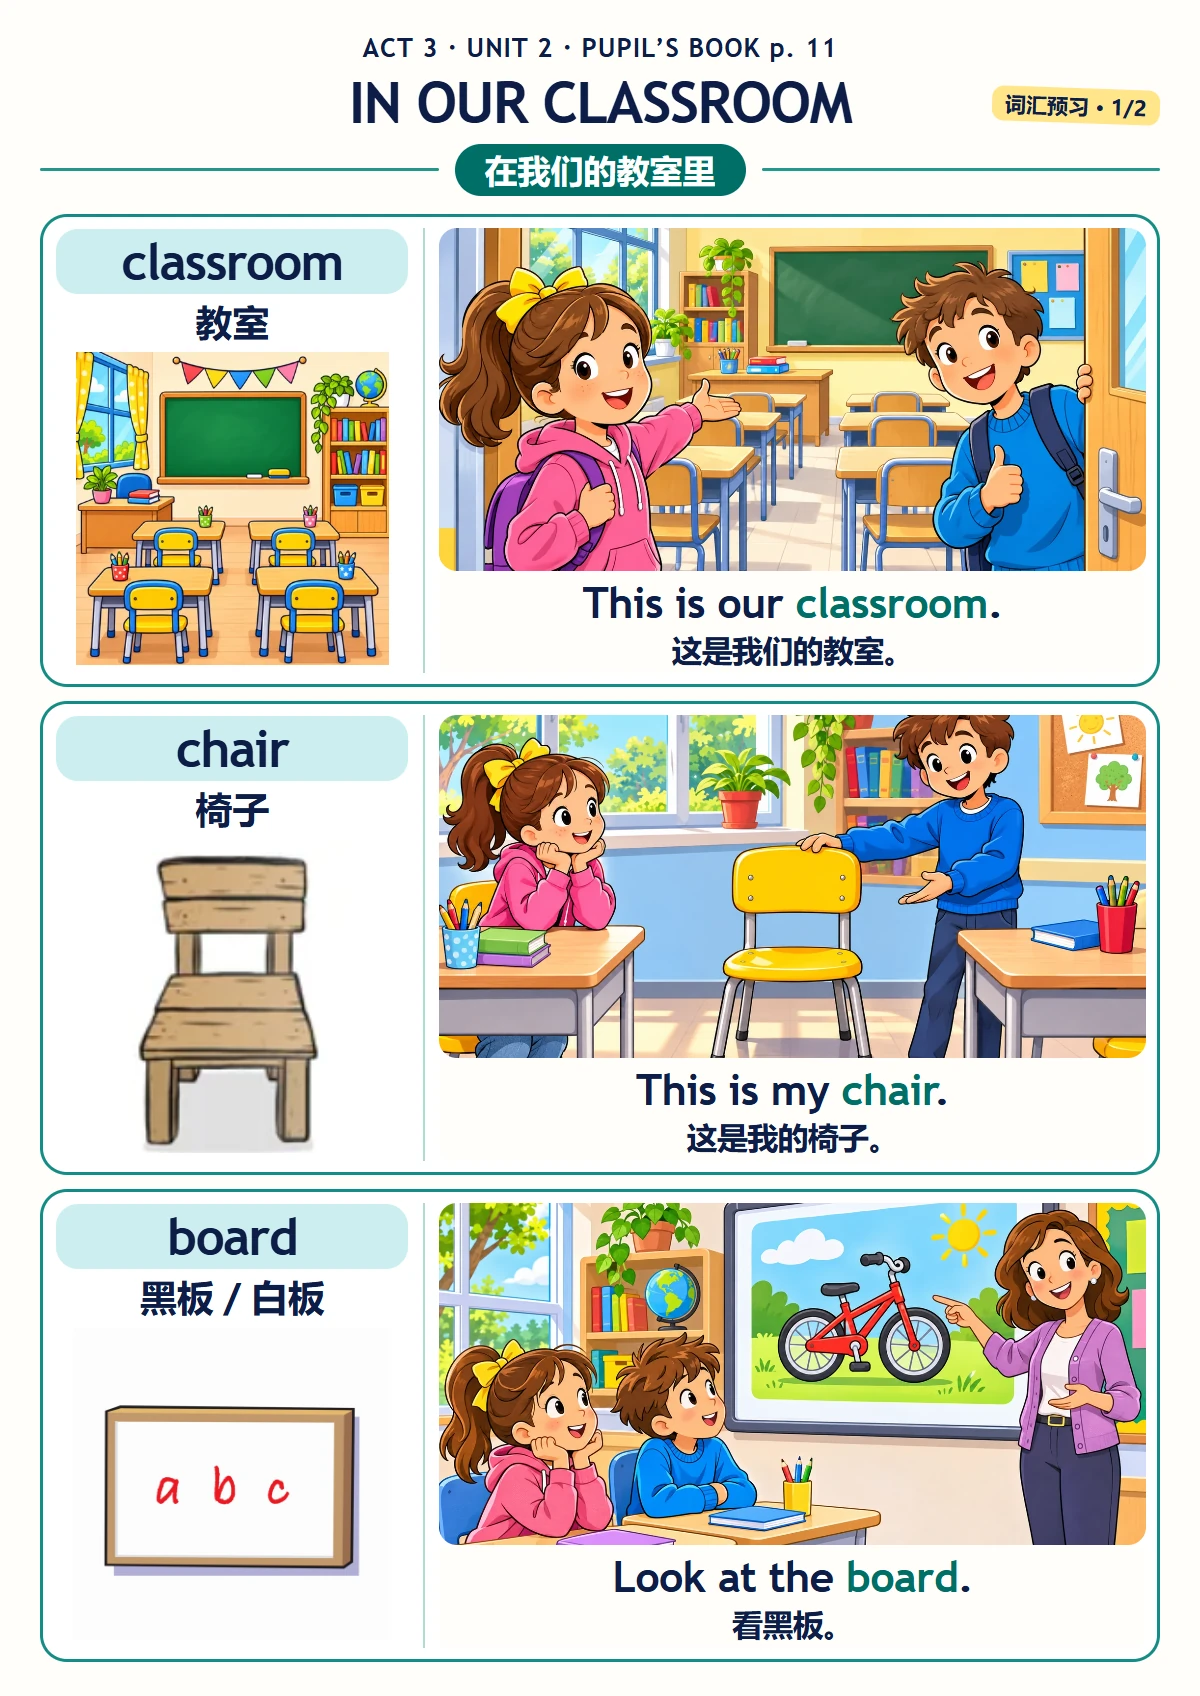 ACT 3 · UNIT 2 · PUPIL’S BOOK p. 11
IN OUR CLASSROOM
词汇预习 · 1/2
在我们的教室里
classroom
教室
This is our classroom.
这是我们的教室。
chair
椅子
This is my chair.
这是我的椅子。
board
黑板 / 白板
a b c
Look at the board.
看黑板。